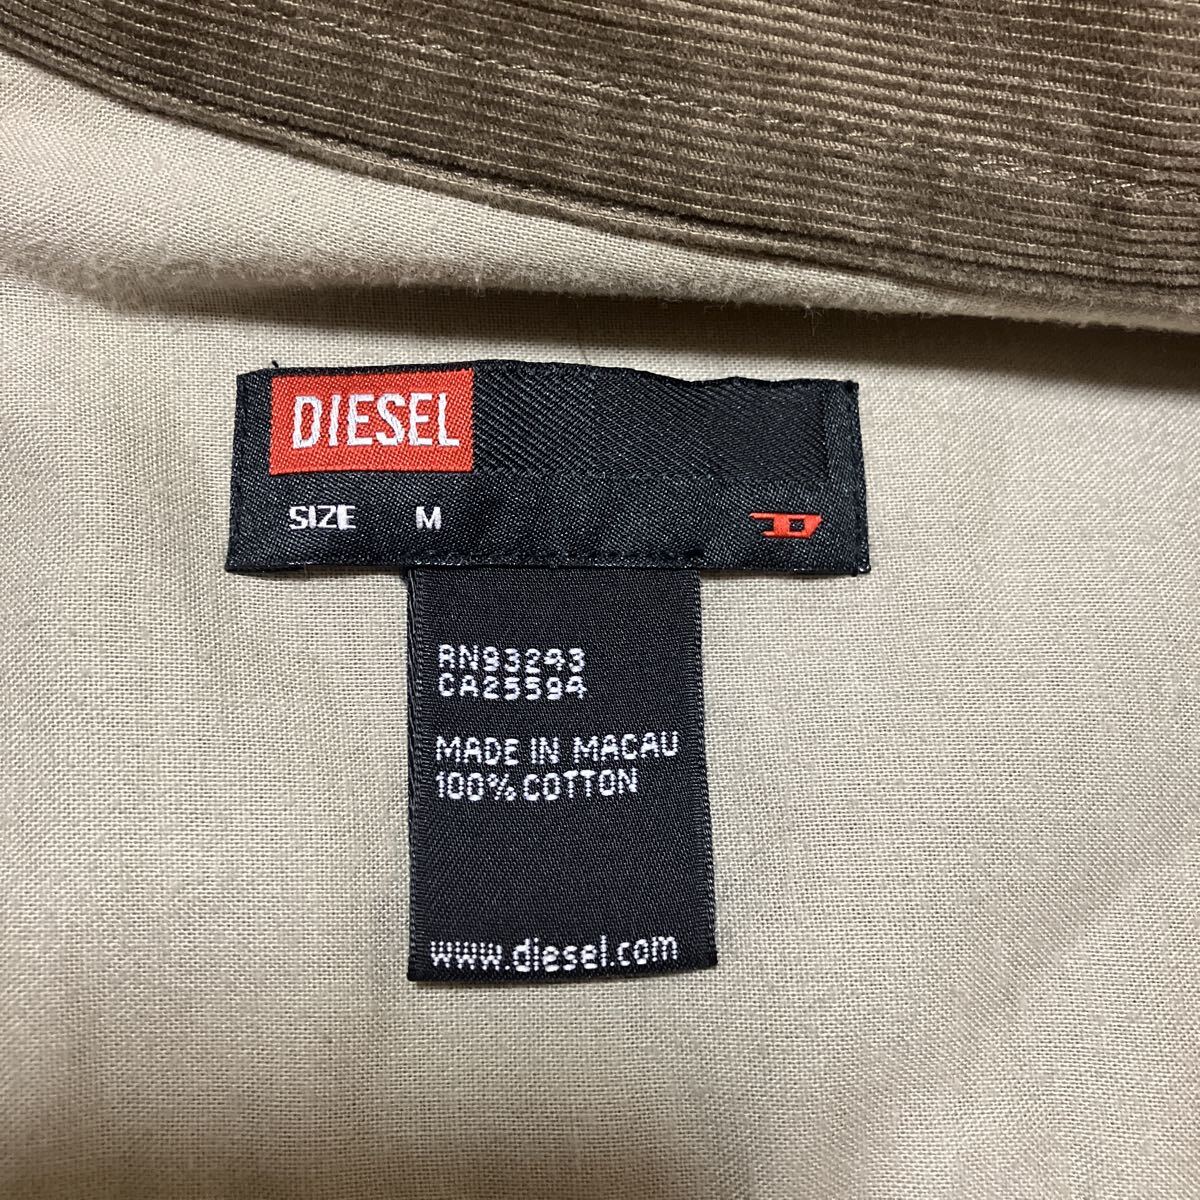 DIESEL
SIZE M
RN93243
CA25594
MADE IN MACAU
100% COTTON
www.diesel.com